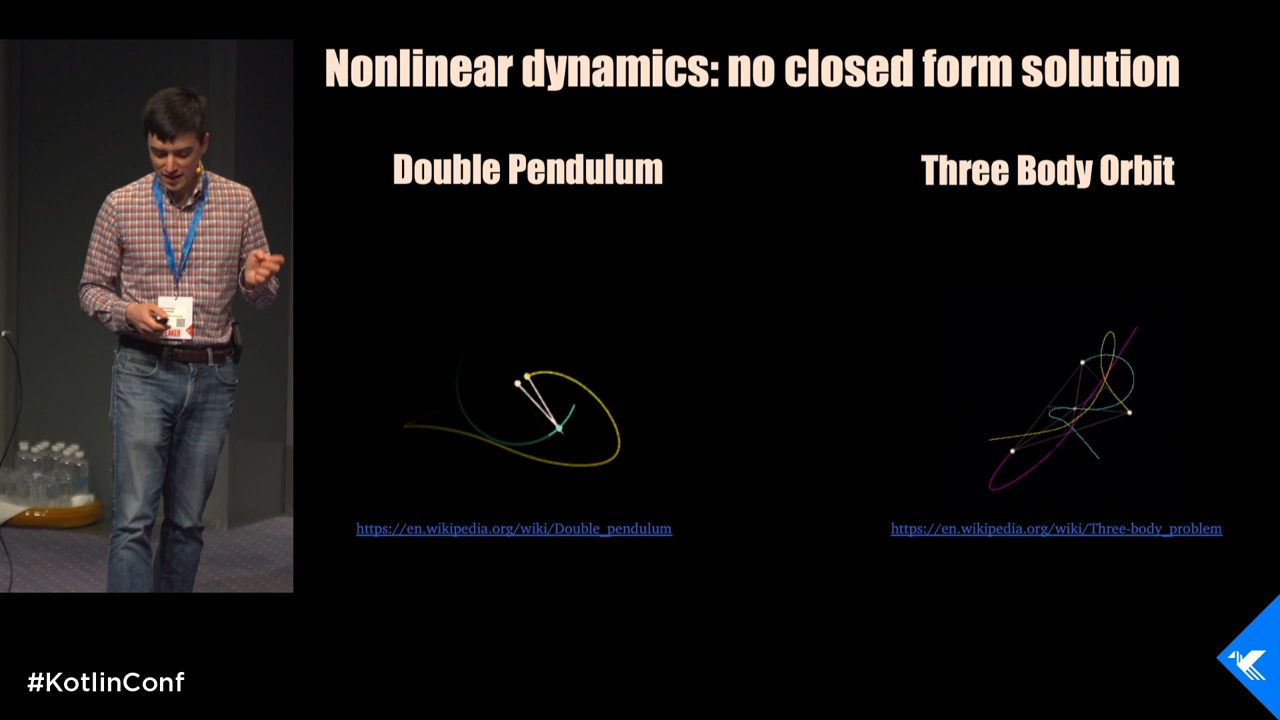 Nonlinear dynamics: no closed form solution
Double Pendulum
Three Body Orbit
https://en.wikipedia.org/wiki/Double_pendulum
https://en.wikipedia.org/wiki/Three-body_problem
#KotlinConf